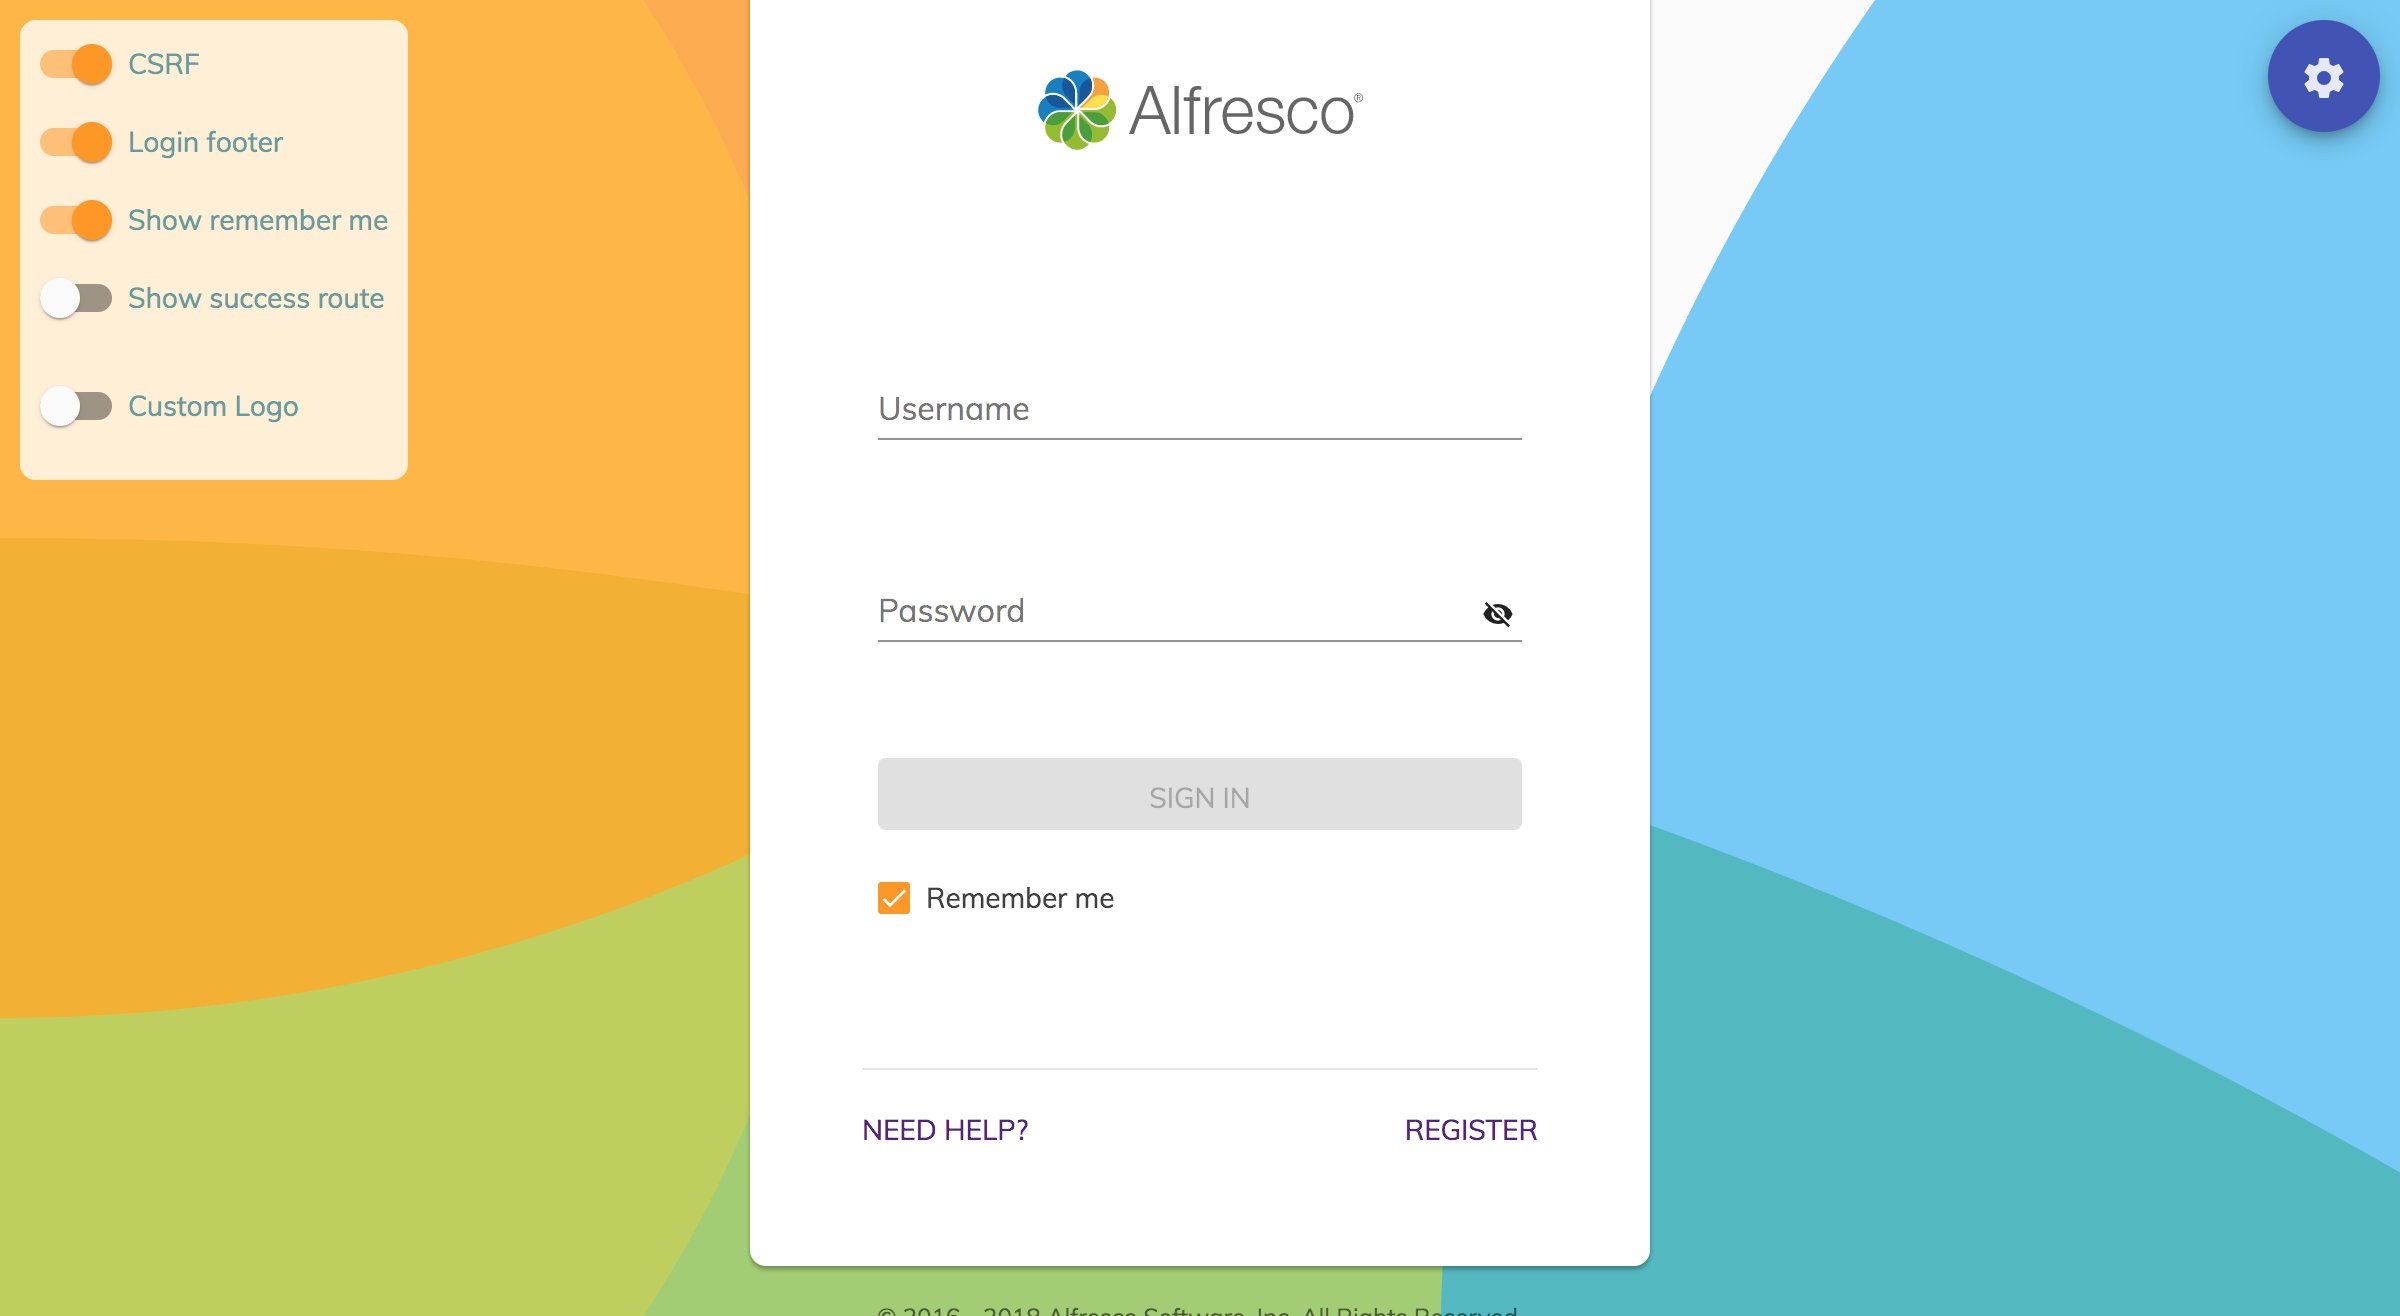 CSRF
Login footer
Show remember me
Show success route
Custom Logo
Alfresco®
Username
Password
SIGN IN
Remember me
NEED HELP?
REGISTER
© 2016 - 2018 Alfresco Software, Inc. All Rights Reserved.